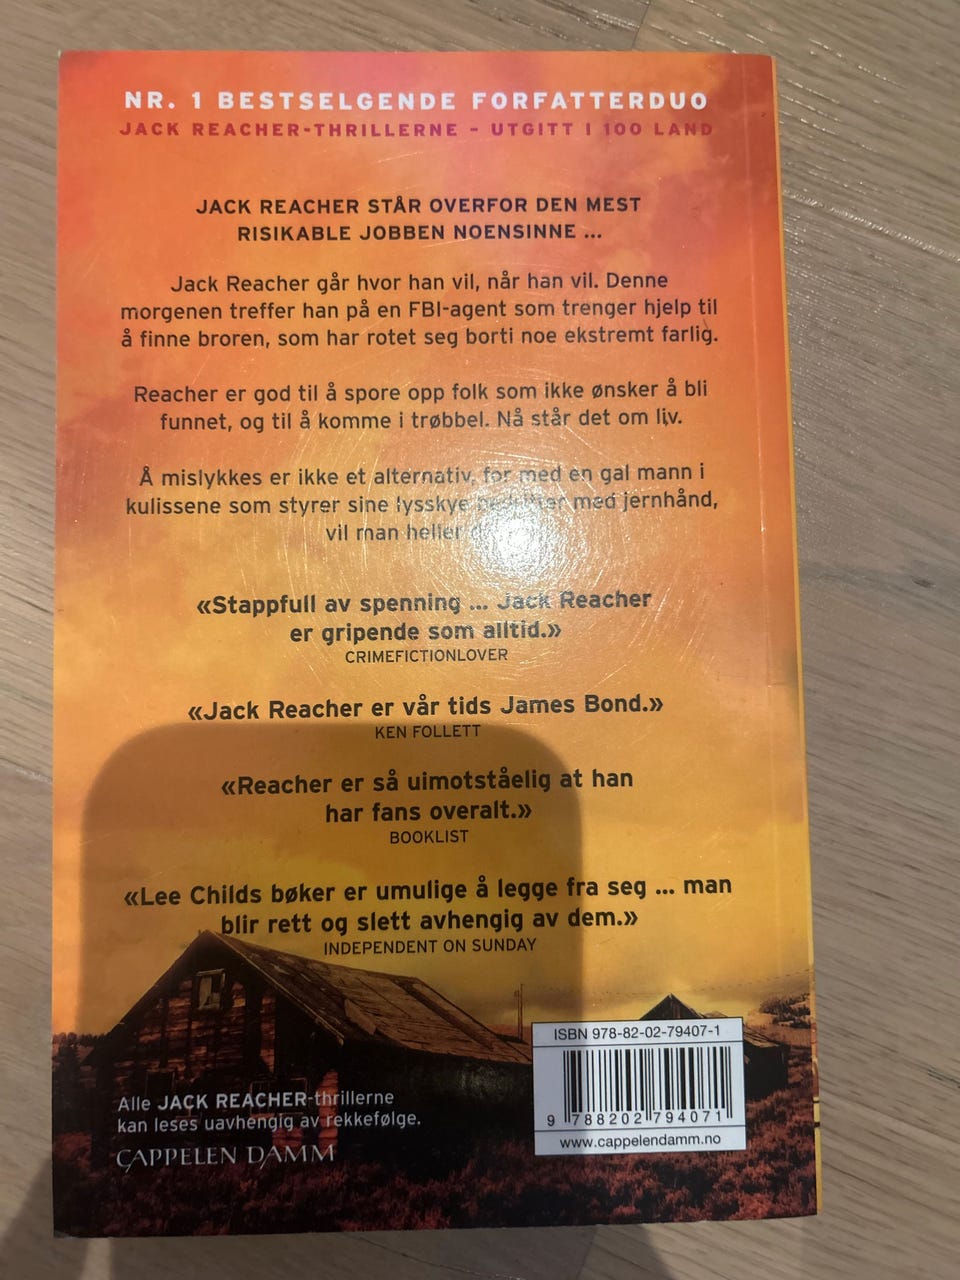 NR. 1 BESTSELGENDE FORFATTERDUO
JACK REACHER-THRILLERNE - UTGITT I 100 LAND
JACK REACHER STÅR OVERFOR DEN MEST
RISIKABLE JOBBEN NOENSINNE ...
Jack Reacher går hvor han vil, når han vil. Denne
morgenen treffer han på en FBI-agent som trenger hjelp til
å finne broren, som har rotet seg borti noe ekstremt farlig.
Reacher er god til å spore opp folk som ikke ønsker å bli
funnet, og til å komme i trøbbel. Nå står det om liv.
Å mislykkes er ikke et alternativ, for med en gal mann i
kulissene som styrer sine lysskye med jernhånd,
vil man heller
«Stappfull av spenning ... Jack Reacher
er gripende som alltid.»
CRIMEFICTIONLOVER
«Jack Reacher er vår tids James Bond.»
KEN FOLLETT
«Reacher er så uimotståelig at han
har fans overalt.»
BOOKLIST
«Lee Childs bøker er umulige å legge fra seg ... man
blir rett og slett avhengig av dem.»
INDEPENDENT ON SUNDAY
ISBN 978-82-02-79407-1
9 788202 794071
www.cappelendamm.no
Alle JACK REACHER-thrillerne
kan leses uavhengig av rekkefølge.
CAPPELEN DAMM